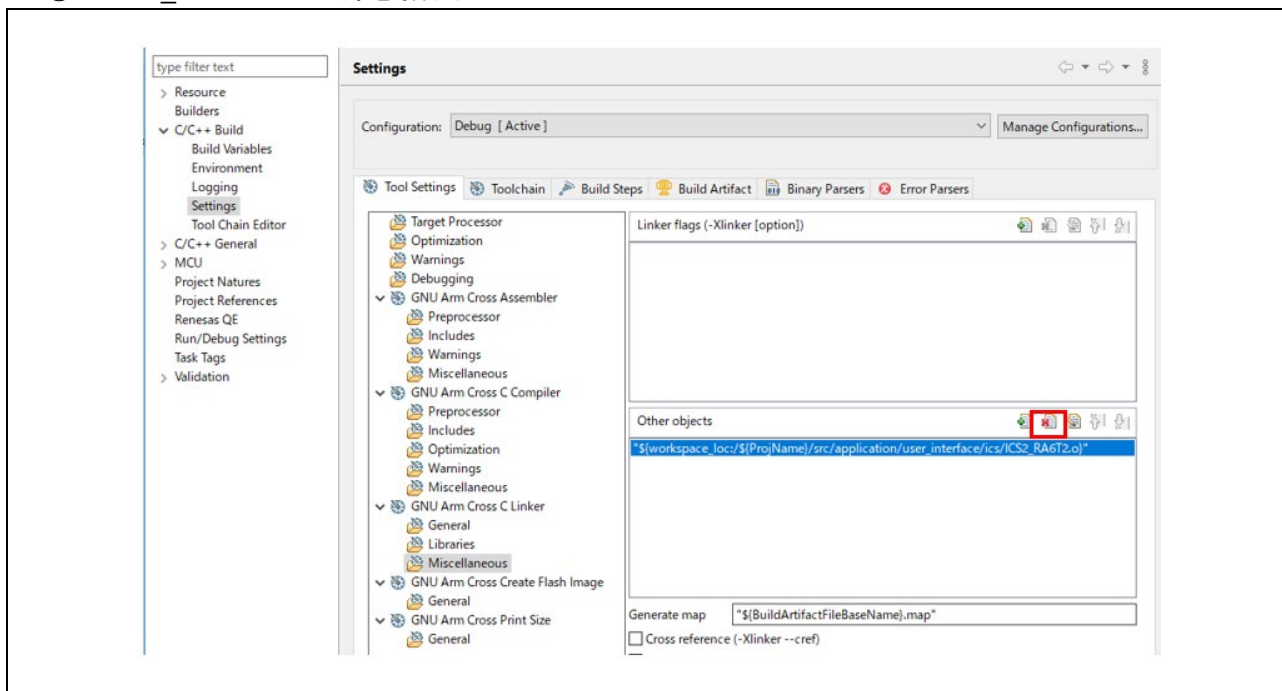 type filter text
Settings
Resource
Builders
C/C++ Build
Build Variables
Environment
Logging
Settings
Tool Chain Editor
C/C++ General
MCU
Project Natures
Project References
Renesas QE
Run/Debug Settings
Task Tags
Validation
Configuration:
Debug [ Active ]
Manage Configurations...
Tool Settings
Toolchain
Build Steps
Build Artifact
Binary Parsers
Error Parsers
Target Processor
Optimization
Warnings
Debugging
GNU Arm Cross Assembler
Preprocessor
Includes
Warnings
Miscellaneous
GNU Arm Cross C Compiler
Preprocessor
Includes
Optimization
Warnings
Miscellaneous
GNU Arm Cross C Linker
General
Libraries
Miscellaneous
GNU Arm Cross Create Flash Image
General
GNU Arm Cross Print Size
General
Linker flags (-Xlinker [option])
Other objects
"${workspace_loc:/${ProjName}/src/application/user_interface/ics/ICS2_RA6T2.o}"
Generate map
"${BuildArtifactFileBaseName}.map"
Cross reference (-Xlinker --cref)